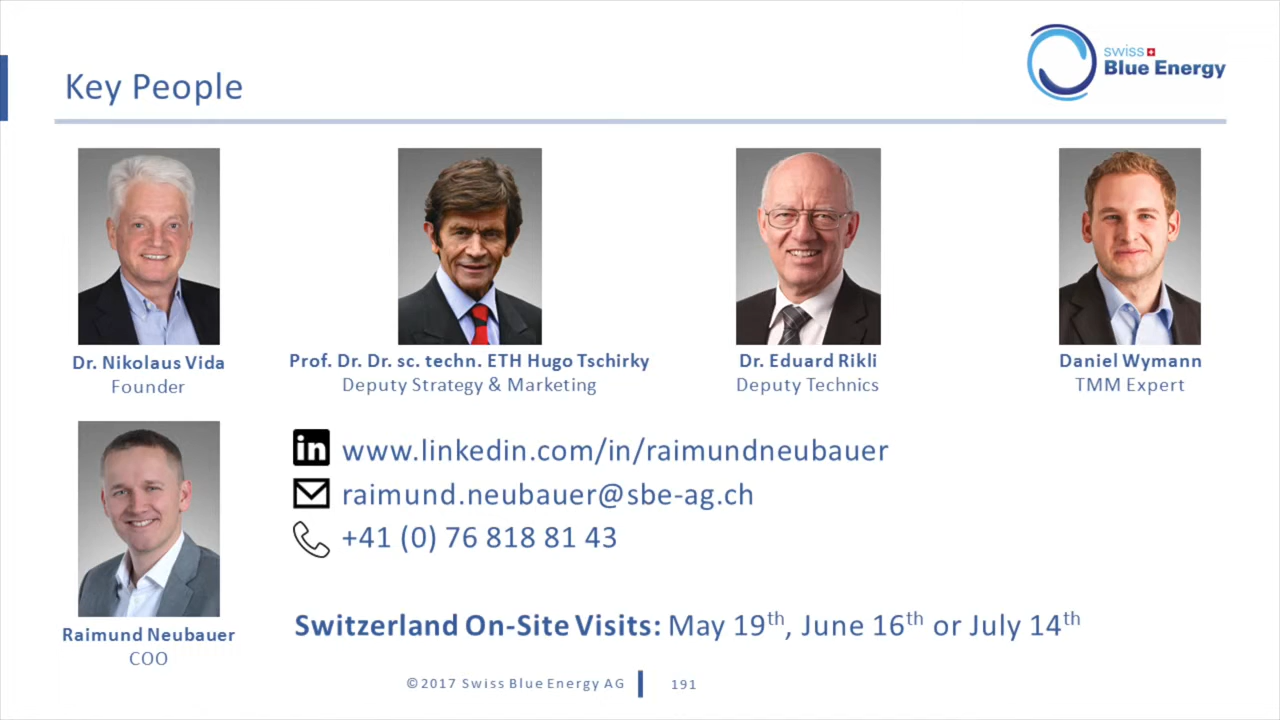 Key People
swiss
Blue Energy
Dr. Nikolaus Vida
Founder
Prof. Dr. Dr. sc. techn. ETH Hugo Tschirky
Deputy Strategy & Marketing
Dr. Eduard Rikli
Deputy Technics
Daniel Wymann
TMM Expert
Raimund Neubauer
COO
in www.linkedin.com/in/raimundneubauer
raimund.neubauer@sbe-ag.ch
+41 (0) 76 818 81 43
Switzerland On-Site Visits: May 19th, June 16th or July 14th
©2017 Swiss Blue Energy AG 191